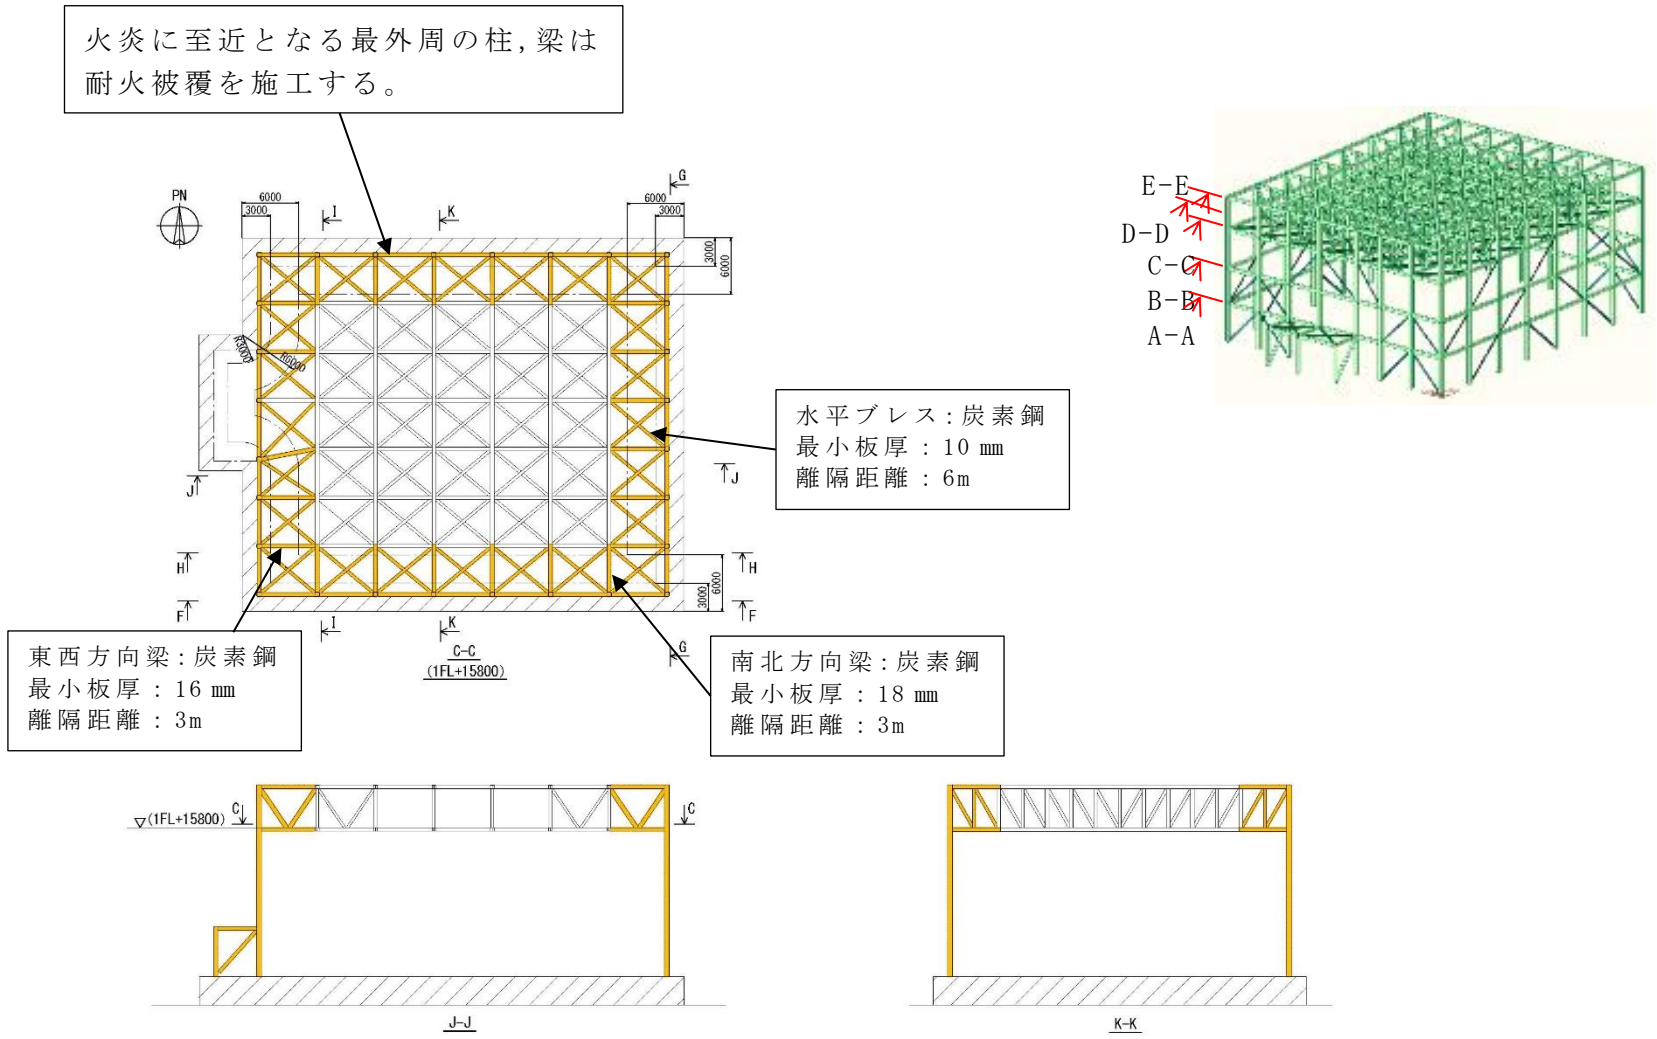 火炎に至近となる最外周の柱,梁は
耐火被覆を施工する。
PN
6000
3000
I
K
G
6000
3000
3000
6000
R3000
R6000
E-E
D-D
C-C
B-B
A-A
水平ブレス:炭素鋼
最小板厚:10 mm
離隔距離:6m
J
J
H
F
H
F
6000
3000
I
K
G
C-C
(1FL+15800)
東西方向梁:炭素鋼
最小板厚:16 mm
離隔距離:3m
南北方向梁:炭素鋼
最小板厚:18 mm
離隔距離:3m
▽(1FL+15800)
C
C
J-J
K-K